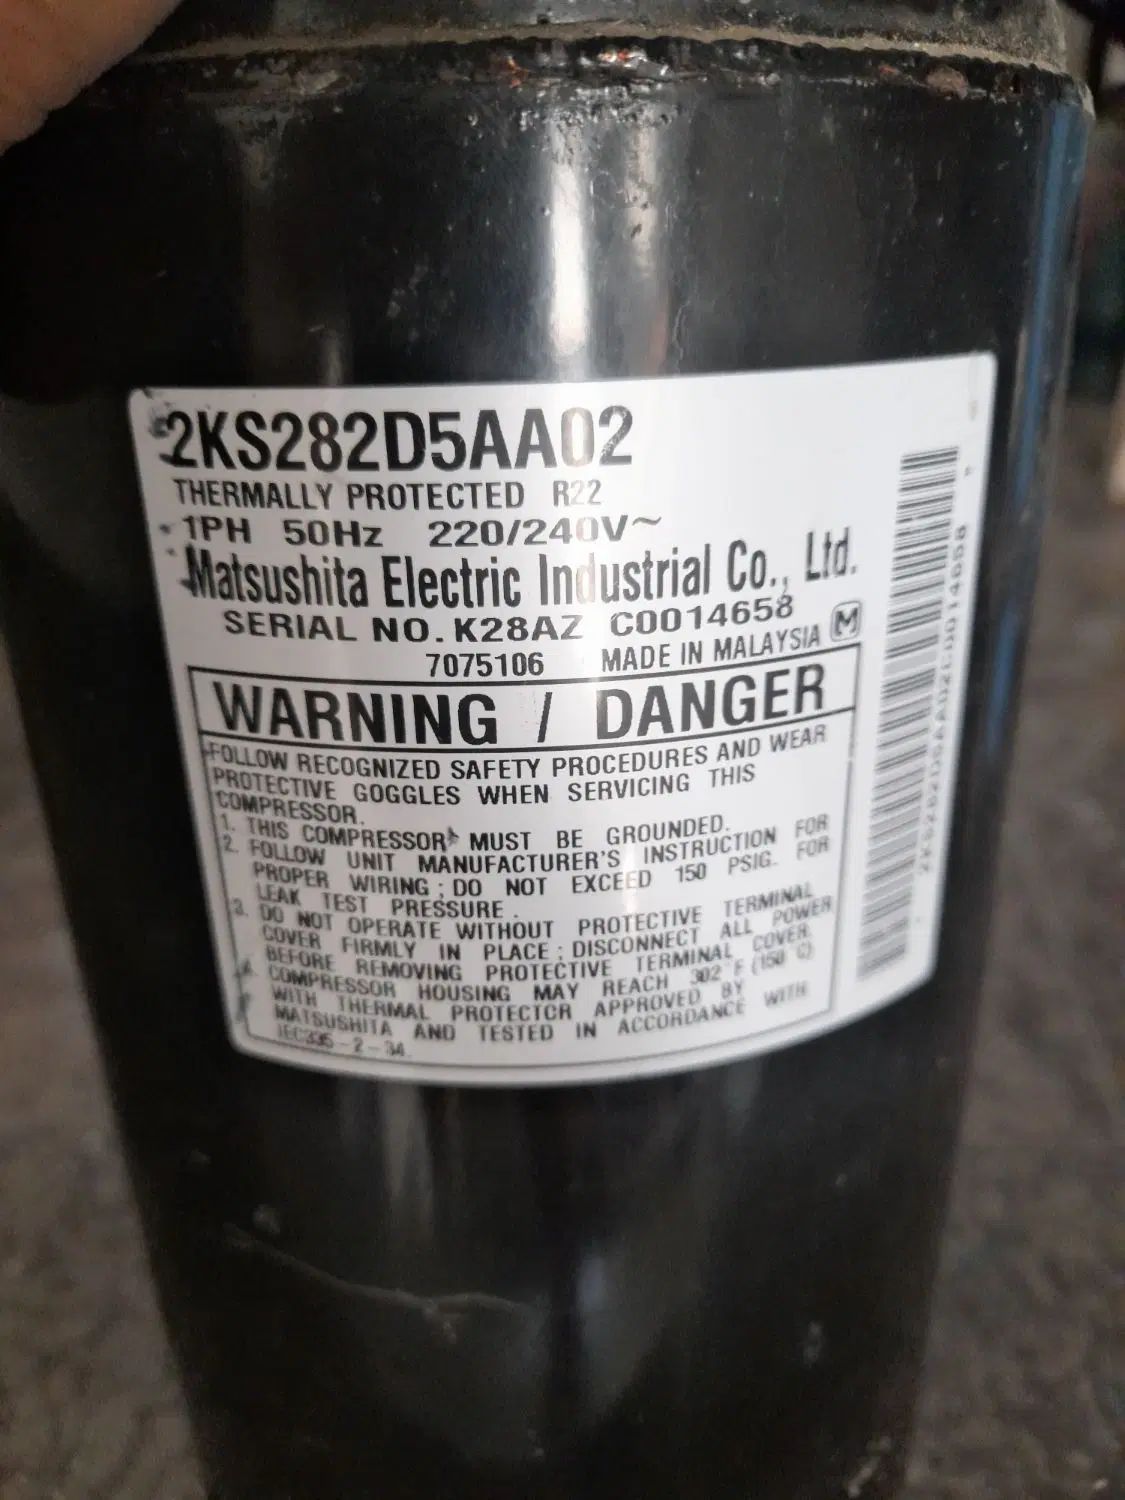 2KS282D5AA02
THERMALLY PROTECTED R22
1PH 50Hz 220/240V~
Matsushita Electric Industrial Co., Ltd.
SERIAL NO. K28AZ C0014658
7075106 MADE IN MALAYSIA M
WARNING / DANGER
FOLLOW RECOGNIZED SAFETY PROCEDURES AND WEAR
PROTECTIVE GOGGLES WHEN SERVICING THIS
COMPRESSOR.
1. THIS COMPRESSOR MUST BE GROUNDED.
2. FOLLOW UNIT MANUFACTURER'S INSTRUCTION FOR
PROPER WIRING ; DO NOT EXCEED 150 PSIG. FOR
LEAK TEST PRESSURE .
3. DO NOT OPERATE WITHOUT PROTECTIVE TERMINAL
COVER FIRMLY IN PLACE ; DISCONNECT ALL POWER
BEFORE REMOVING PROTECTIVE TERMINAL COVER.
4. COMPRESSOR HOUSING MAY REACH 302°F (150°C)
WITH THERMAL PROTECTOR APPROVED BY
MATSUSHITA AND TESTED IN ACCORDANCE WITH
IEC335-2-34.
2KS282D5AA02C0014658